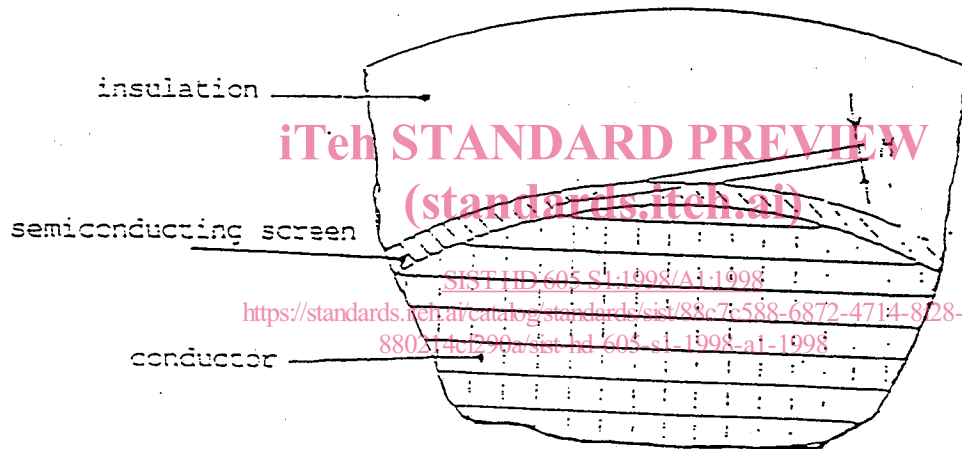 insulation
iTeh STANDARD PREVIEW
(standards.iteh.ai)
semiconducting screen
SIST HD 605 S1:1998/A1:1998
https://standards.iteh.ai/catalog/standards/sist/88c7c588-6872-4714-8f28-
880214cf290a/sist-hd-605-s1-1998-a1-1998
conductor